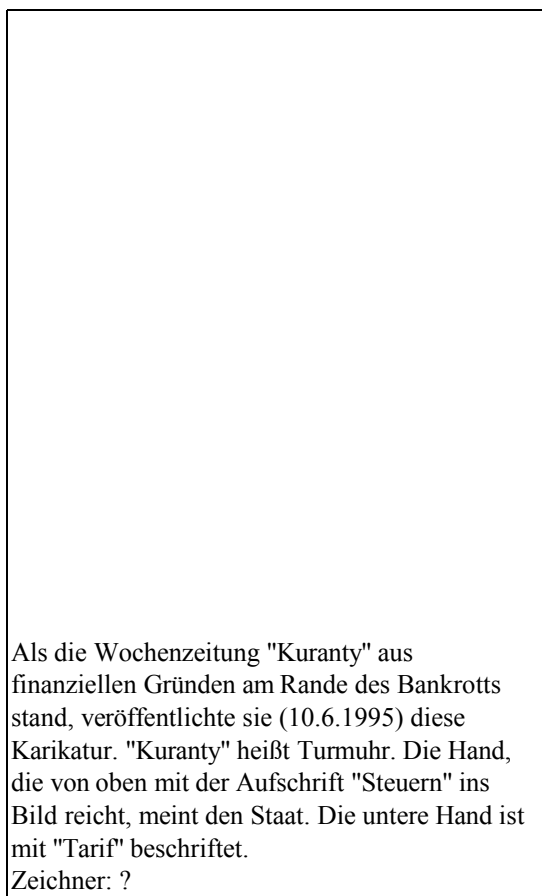 Als die Wochenzeitung "Kuranty" aus
finanziellen Gründen am Rande des Bankrotts
stand, veröffentlichte sie (10.6.1995) diese
Karikatur. "Kuranty" heißt Turmuhr. Die Hand,
die von oben mit der Aufschrift "Steuern" ins
Bild reicht, meint den Staat. Die untere Hand ist
mit "Tarif" beschriftet.
Zeichner: ?